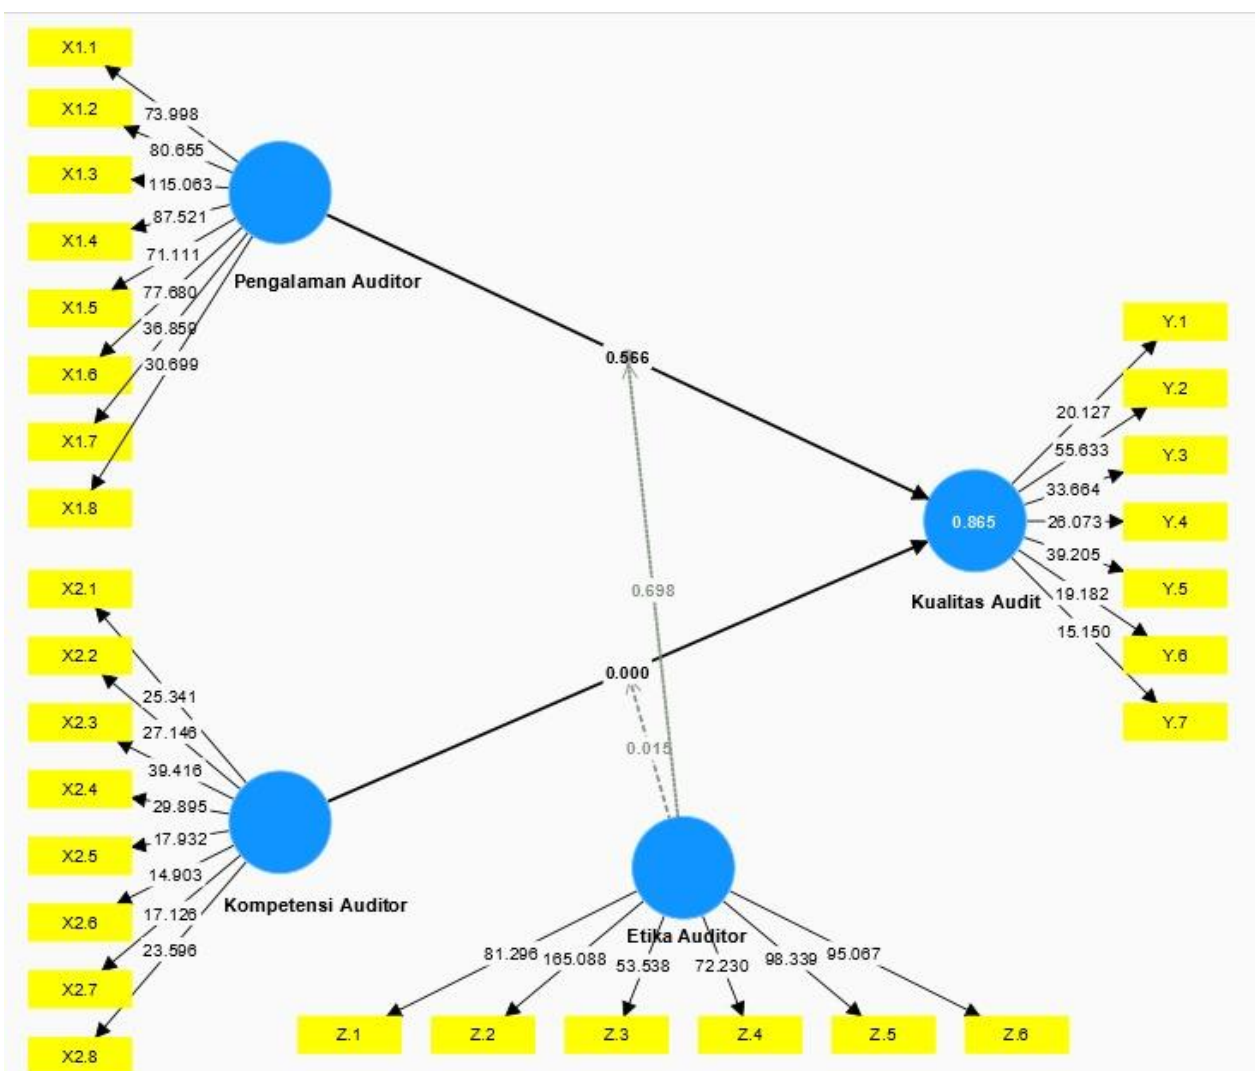 X1.1
X1.2
X1.3
X1.4
X1.5
X1.6
X1.7
X1.8
73.998
80.655
115.063
87.521
71.111
77.680
36.859
30.699
Pengalaman Auditor
0.566
0.698
0.000
0.015
X2.1
X2.2
X2.3
X2.4
X2.5
X2.6
X2.7
X2.8
25.341
27.146
39.416
29.895
17.932
14.903
17.126
23.596
Kompetensi Auditor
0.865
Kualitas Audit
20.127
55.633
33.664
26.073
39.205
19.182
15.150
Y.1
Y.2
Y.3
Y.4
Y.5
Y.6
Y.7
Etika Auditor
81.296
165.088
53.538
72.230
98.339
95.067
Z.1
Z.2
Z.3
Z.4
Z.5
Z.6